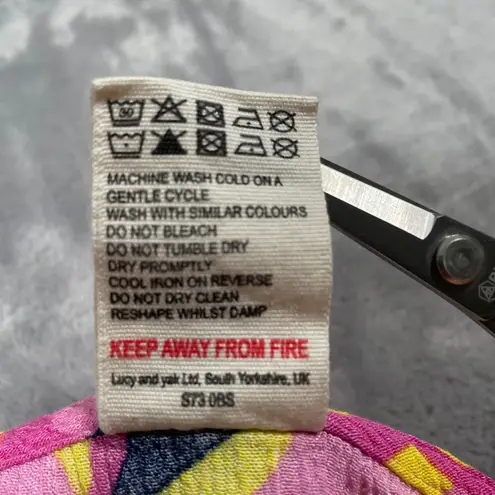 30
MACHINE WASH COLD ON A
GENTLE CYCLE
WASH WITH SIMILAR COLOURS
DO NOT BLEACH
DO NOT TUMBLE DRY
DRY PROMPTLY
COOL IRON ON REVERSE
DO NOT DRY CLEAN
RESHAPE WHILST DAMP
KEEP AWAY FROM FIRE
Lucy and yak Ltd, South Yorkshire, UK
S73 0BS